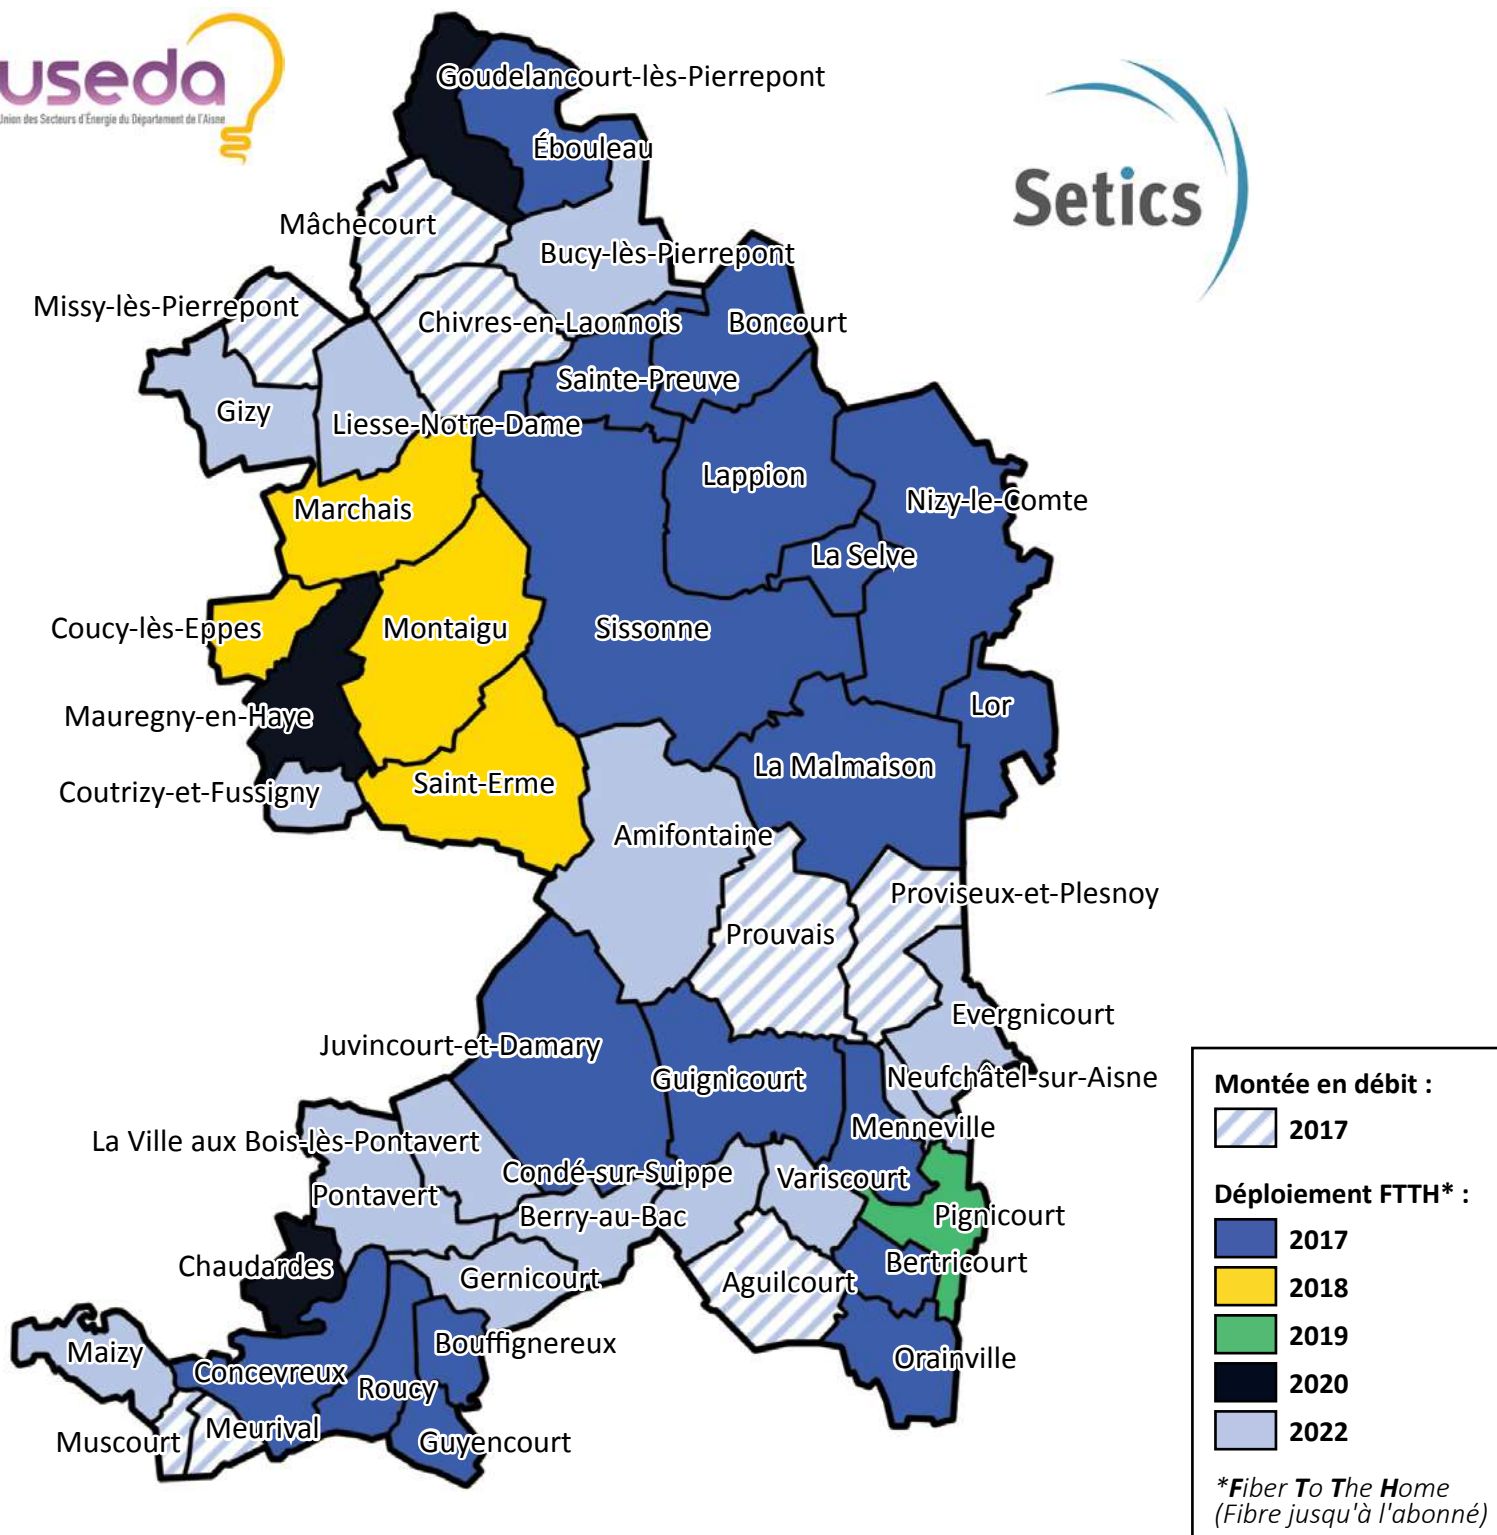 useda
Union des Secteurs d'Énergie du Département de l'Aisne
Setics
Goudelancourt-lès-Pierrepont
Ébouleau
Mâchecourt
Bucy-lès-Pierrepont
Missy-lès-Pierrepont
Chivres-en-Laonnois
Boncourt
Sainte-Preuve
Gizy
Liesse-Notre-Dame
Lappion
Nizy-le-Comte
Marchais
La Selve
Coucy-lès-Eppes
Montaigu
Sissonne
Mauregny-en-Haye
Lor
La Malmaison
Coutrizy-et-Fussigny
Saint-Erme
Amifontaine
Proviseux-et-Plesnoy
Prouvais
Evergnicourt
Juvincourt-et-Damary
Guignicourt
Neufchâtel-sur-Aisne
Menneville
La Ville aux Bois-lès-Pontavert
Condé-sur-Suippe
Variscourt
Pontavert
Berry-au-Bac
Pignicourt
Chaudardes
Gernicourt
Aguilcourt
Bertricourt
Maizy
Concevreux
Bouffignereux
Roucy
Orainville
Muscourt
Meurival
Guyencourt
Montée en débit :
2017
Déploiement FTTH* :
2017
2018
2019
2020
2022
*Fiber To The Home
(Fibre jusqu'à l'abonné)